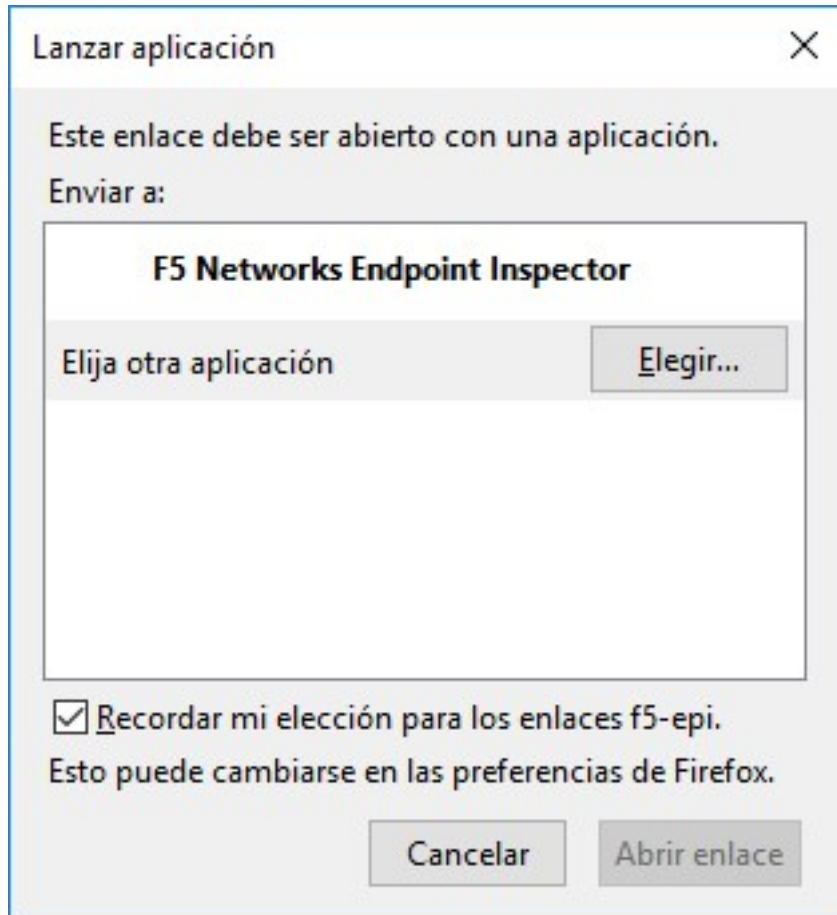 Lanzar aplicación
Este enlace debe ser abierto con una aplicación.
Enviar a:
F5 Networks Endpoint Inspector
Elija otra aplicación
Elegir...
Recordar mi elección para los enlaces f5-epi.
Esto puede cambiarse en las preferencias de Firefox.
Cancelar
Abrir enlace